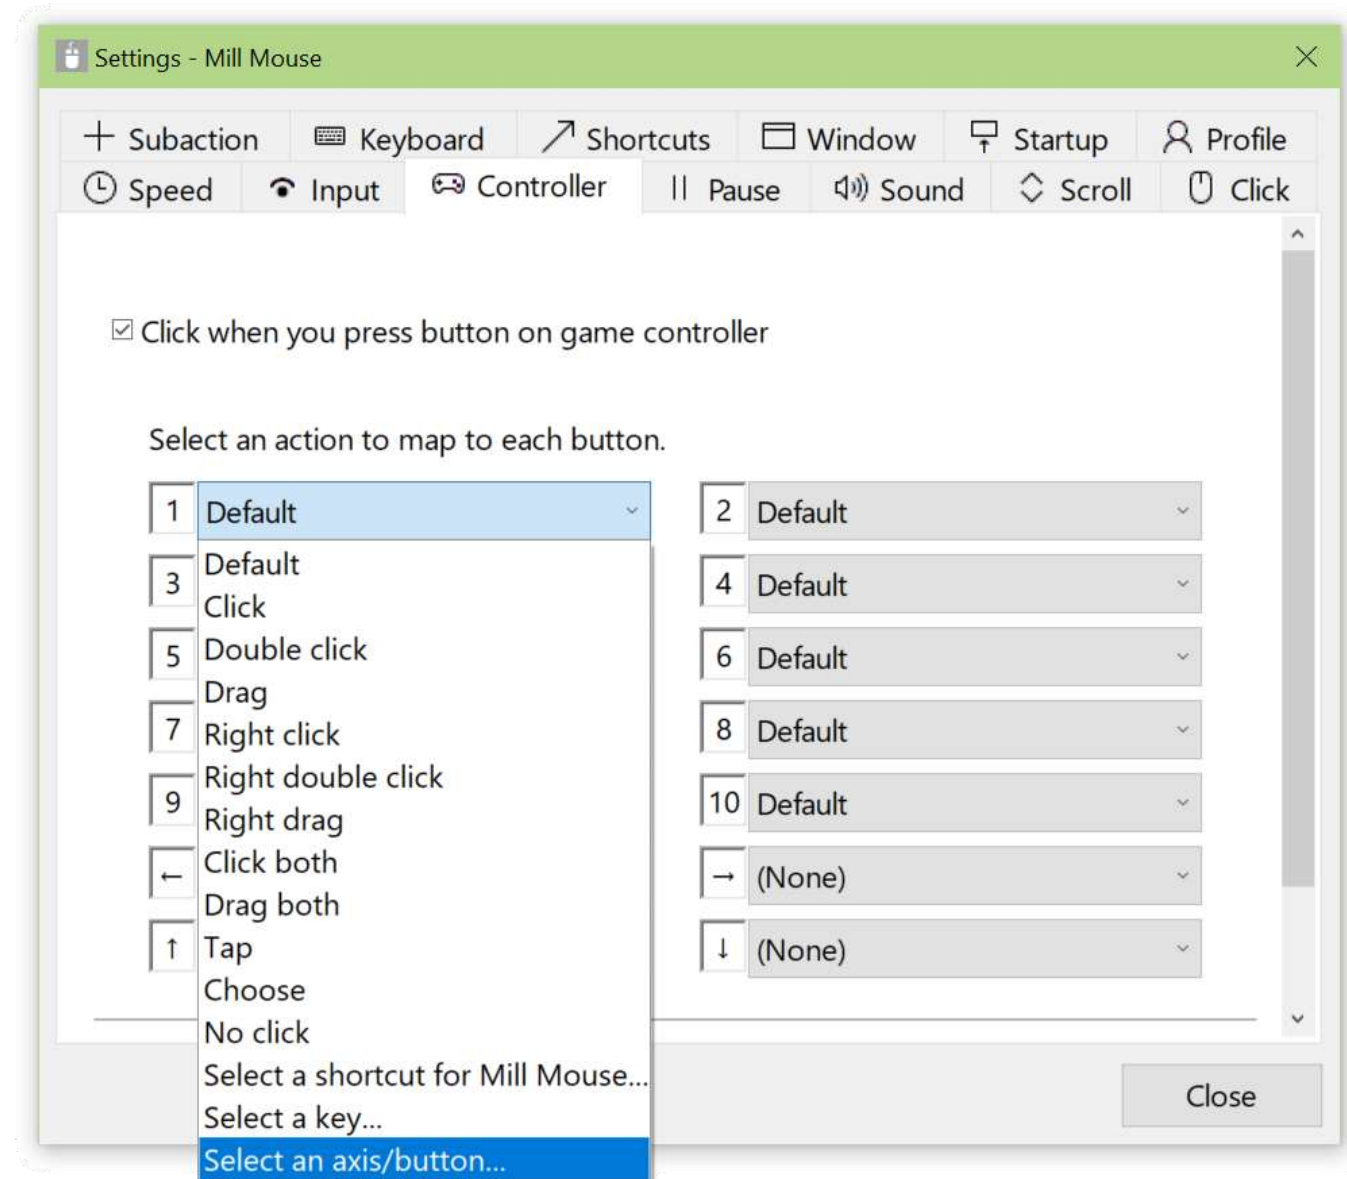 Settings - Mill Mouse
Subaction Keyboard Shortcuts Window Startup Profile
Speed Input Controller Pause Sound Scroll Click
Click when you press button on game controller
Select an action to map to each button.
1 Default 2 Default
Default
3 4 Default
Click
5 Double click 6 Default
Drag
7 Right click 8 Default
Right double click
9 10 Default
Right drag
← Click both → (None)
Drag both
↑ Tap ↓ (None)
Choose
No click
Select a shortcut for Mill Mouse...
Select a key...
Close
Select an axis/button...